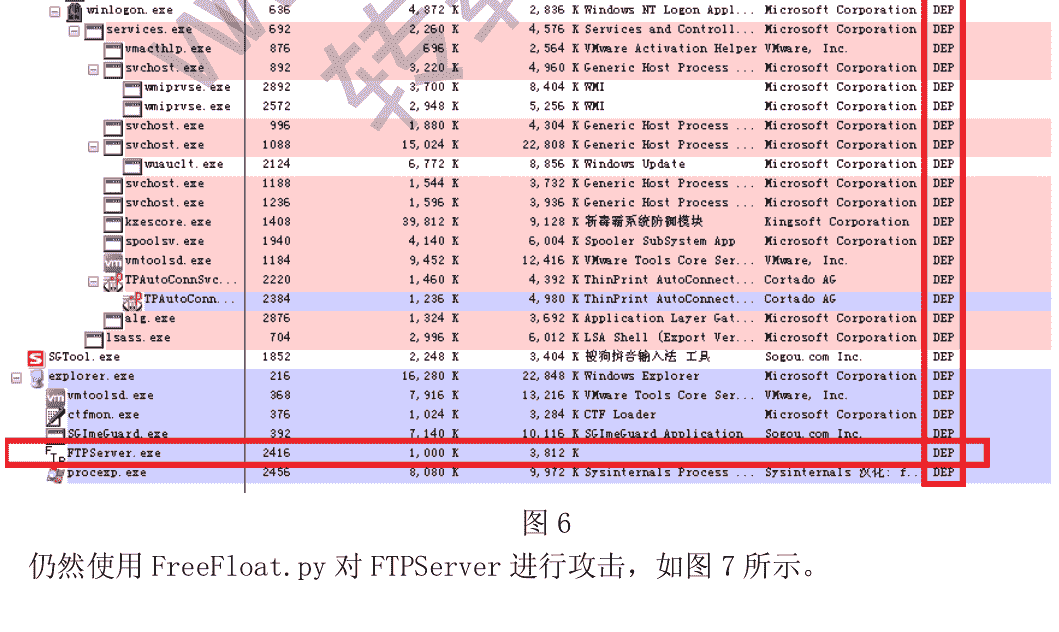 winlogon.exe 636 4,872 K 2,836 K Windows NT Logon Appl... Microsoft Corporation DEP
services.exe 692 2,260 K 4,576 K Services and Controll... Microsoft Corporation DEP
vmacthlp.exe 876 696 K 2,564 K VMware Activation Helper VMware, Inc. DEP
svchost.exe 892 3,220 K 4,960 K Generic Host Process ... Microsoft Corporation DEP
wmiprvse.exe 2892 3,700 K 8,404 K WMI Microsoft Corporation DEP
wmiprvse.exe 2572 2,948 K 5,256 K WMI Microsoft Corporation DEP
svchost.exe 996 1,880 K 4,304 K Generic Host Process ... Microsoft Corporation DEP
svchost.exe 1088 15,024 K 22,808 K Generic Host Process ... Microsoft Corporation DEP
wuauclt.exe 2124 6,772 K 8,856 K Windows Update Microsoft Corporation DEP
svchost.exe 1188 1,544 K 3,732 K Generic Host Process ... Microsoft Corporation DEP
svchost.exe 1236 1,596 K 3,936 K Generic Host Process ... Microsoft Corporation DEP
kzescore.exe 1408 39,812 K 9,128 K 新毒霸系统防御模块 Kingsoft Corporation DEP
spoolsv.exe 1940 4,140 K 6,004 K Spooler SubSystem App Microsoft Corporation DEP
vmtoolsd.exe 1184 9,452 K 12,416 K VMware Tools Core Ser... VMware, Inc. DEP
TPAutoConnSvc... 2220 1,460 K 4,392 K ThinPrint AutoConnect... Cortado AG DEP
TPAutoConn... 2384 1,236 K 4,980 K ThinPrint AutoConnect... Cortado AG DEP
alg.exe 2876 1,324 K 3,692 K Application Layer Gat... Microsoft Corporation DEP
lsass.exe 704 2,996 K 6,012 K LSA Shell (Export Ver... Microsoft Corporation DEP
SGTool.exe 1852 2,248 K 3,404 K 搜狗拼音输入法 工具 Sogou.com Inc. DEP
explorer.exe 216 16,280 K 22,848 K Windows Explorer Microsoft Corporation DEP
vmtoolsd.exe 368 7,916 K 13,216 K VMware Tools Core Ser... VMware, Inc. DEP
ctfmon.exe 376 1,024 K 3,284 K CTF Loader Microsoft Corporation DEP
SGImeGuard.exe 392 7,140 K 10,116 K SGImeGuard Application Sogou.com Inc. DEP
FTPServer.exe 2416 1,000 K 3,812 K DEP
procexp.exe 2456 8,080 K 9,972 K Sysinternals Process ... Sysinternals 汉化: f... DEP
图 6
仍然使用 FreeFloat.py 对 FTPServer 进行攻击，如图 7 所示。